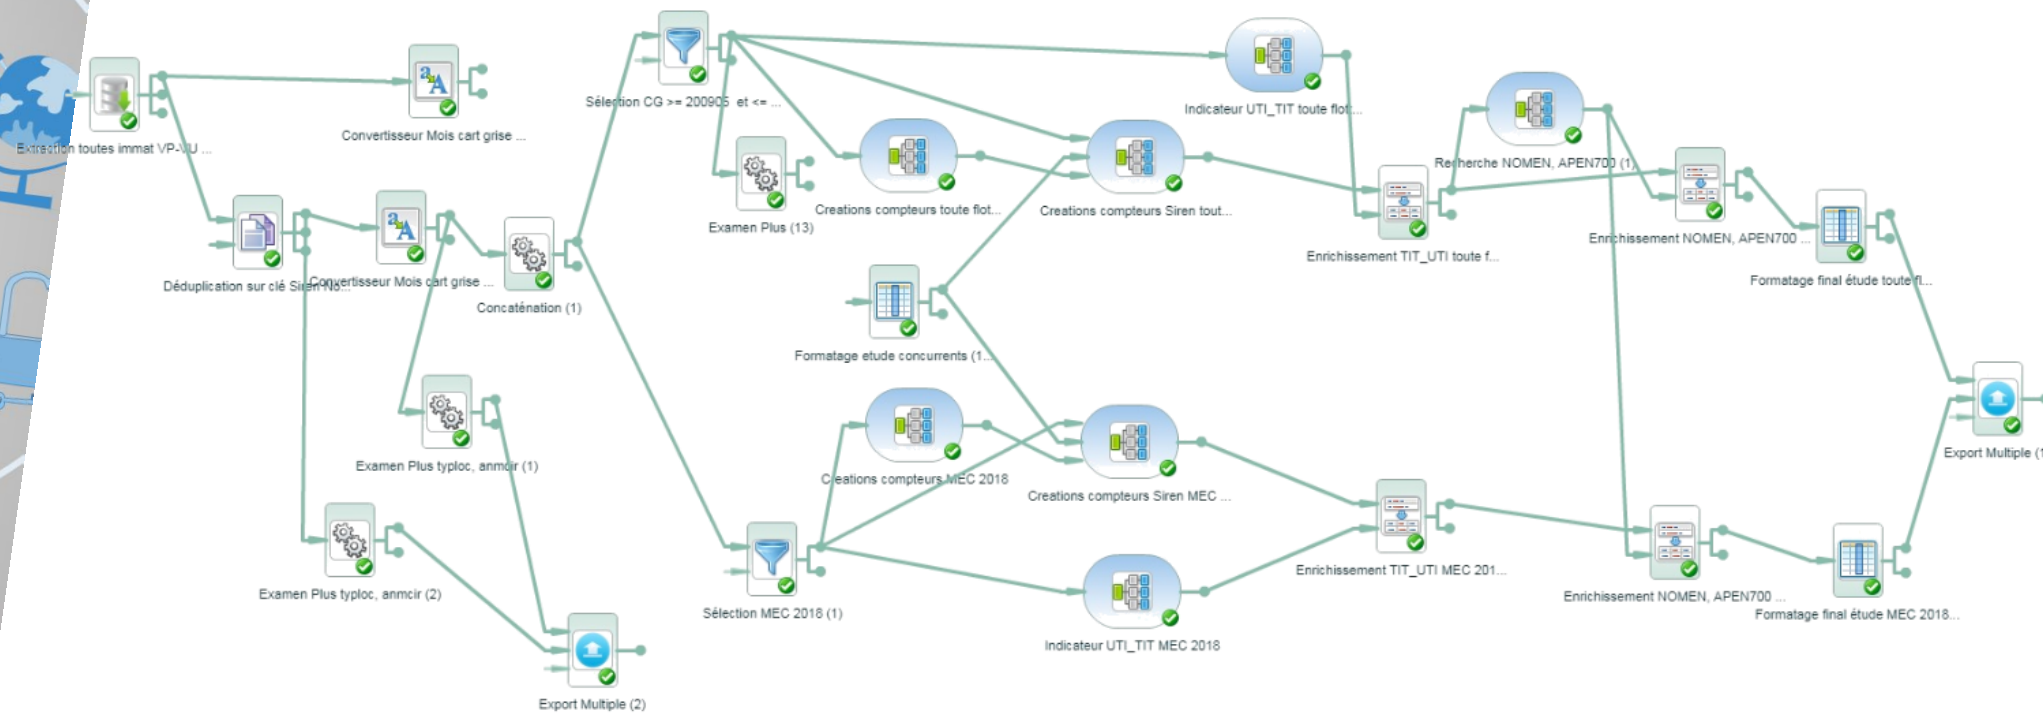 Extraction toutes immat VP-VU ...
Convertisseur Mois cart grise ...
Déduplication sur clé Siren No...
Convertisseur Mois cart grise ...
Concaténation (1)
Examen Plus typloc, anmcir (1)
Examen Plus typloc, anmcir (2)
Export Multiple (2)
Sélection CG >= 200905 et <= ...
Examen Plus (13)
Creations compteurs toute flot...
Creations compteurs Siren tout...
Indicateur UTI_TIT toute flot...
Formatage etude concurrents (1...
Creations compteurs MEC 2018
Creations compteurs Siren MEC ...
Sélection MEC 2018 (1)
Indicateur UTI_TIT MEC 2018
Enrichissement TIT_UTI toute f...
Recherche NOMEN, APEN700 (1)
Enrichissement NOMEN, APEN700 ...
Formatage final étude toute fl...
Enrichissement TIT_UTI MEC 201...
Enrichissement NOMEN, APEN700 ...
Formatage final étude MEC 2018...
Export Multiple (1